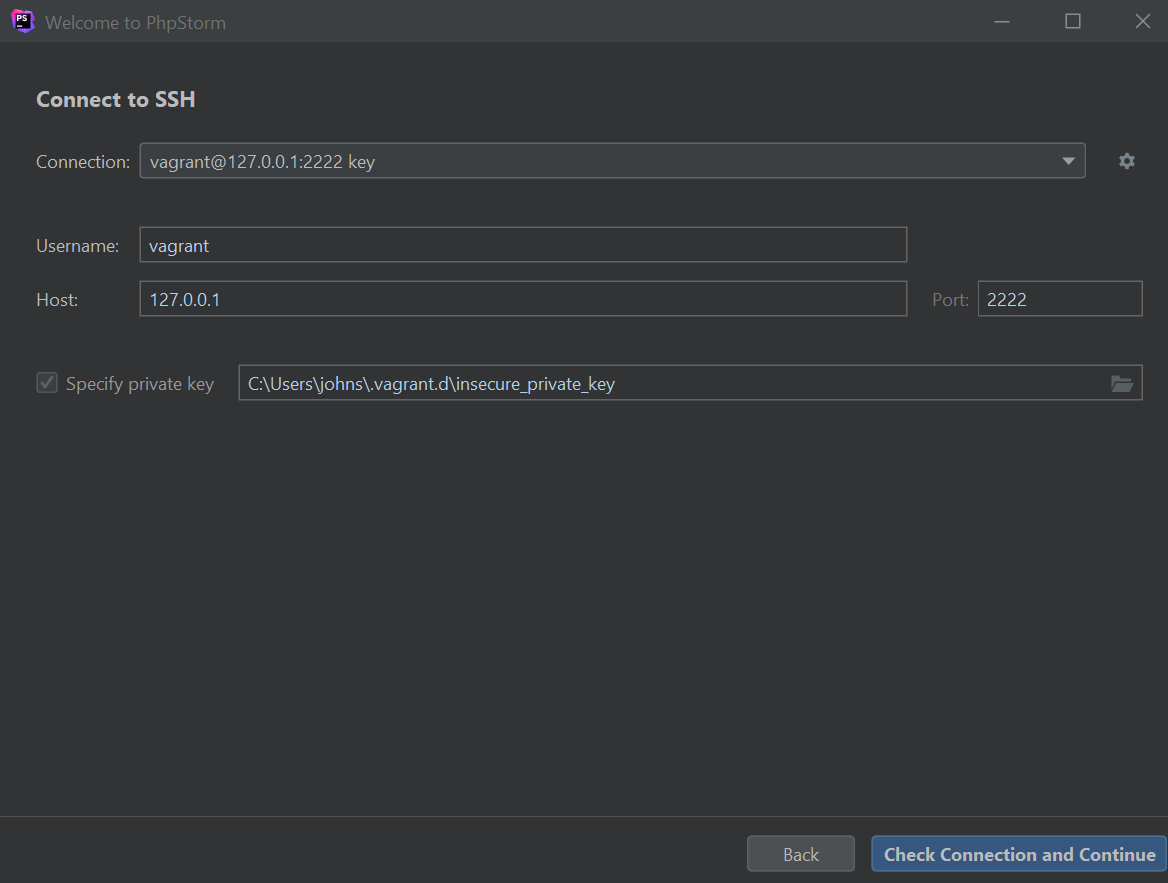 PS
Welcome to PhpStorm
Connect to SSH
Connection: vagrant@127.0.0.1:2222 key
Username: vagrant
Host: 127.0.0.1 Port: 2222
Specify private key C:\Users\johns\.vagrant.d\insecure_private_key
Back Check Connection and Continue